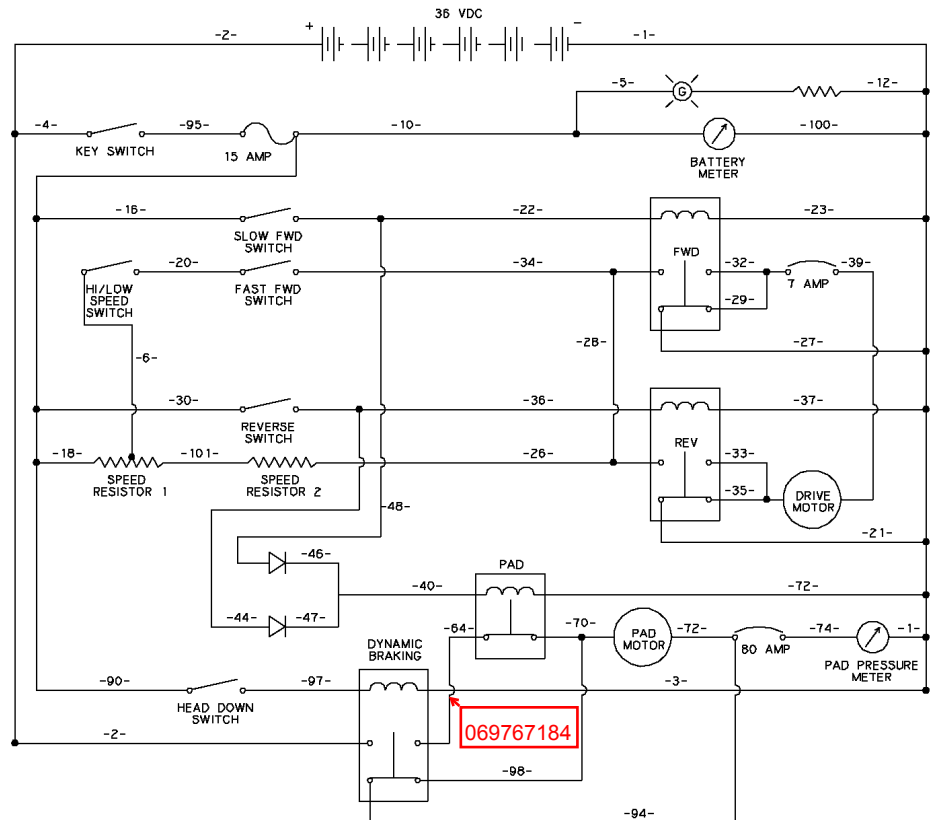 36 VDC
+
-
-2-
-1-
-5-
G
-12-
-4-
-95-
-10-
-100-
KEY SWITCH
15 AMP
BATTERY
METER
-16-
-22-
-23-
SLOW FWD
SWITCH
FWD
-20-
-34-
-32-
-39-
HI/LOW
SPEED
SWITCH
FAST FWD
SWITCH
7 AMP
-29-
-28-
-27-
-6-
-30-
-36-
-37-
REVERSE
SWITCH
REV
-18-
-101-
-26-
-33-
SPEED
RESISTOR 1
SPEED
RESISTOR 2
-35-
DRIVE
MOTOR
-48-
-21-
-46-
PAD
-40-
-72-
-44-
-47-
-64-
-70-
PAD
MOTOR
-72-
80 AMP
-74-
-1-
DYNAMIC
BRAKING
PAD PRESSURE
METER
-90-
-97-
-3-
HEAD DOWN
SWITCH
069767184
-2-
-98-
-94-